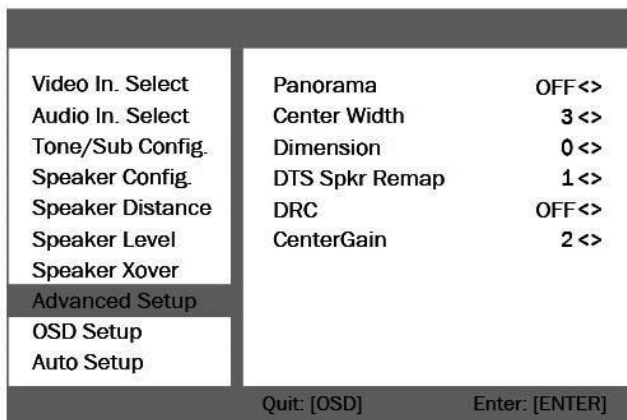 Video In. Select
Audio In. Select
Tone/Sub Config.
Speaker Config.
Speaker Distance
Speaker Level
Speaker Xover
Advanced Setup
OSD Setup
Auto Setup
Panorama OFF<>
Center Width 3<>
Dimension 0<>
DTS Spkr Remap 1<>
DRC OFF<>
CenterGain 2<>
Quit: [OSD] Enter: [ENTER]